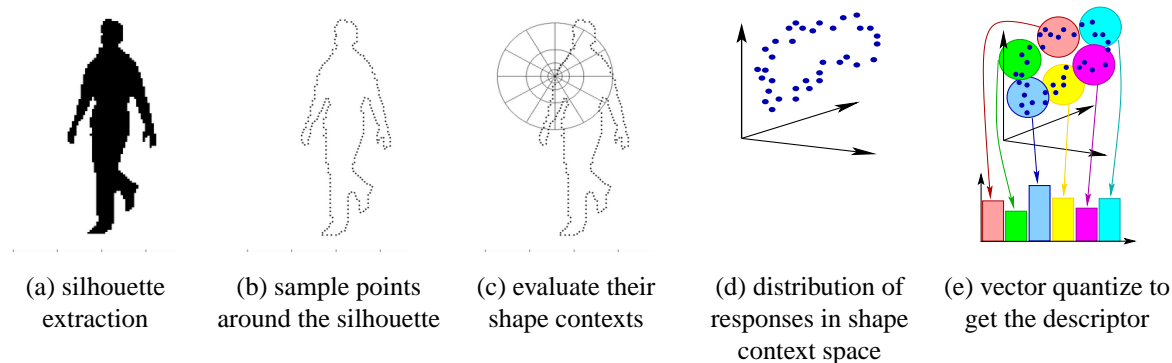 (a) silhouette
extraction
(b) sample points
around the silhouette
(c) evaluate their
shape contexts
(d) distribution of
responses in shape
context space
(e) vector quantize to
get the descriptor